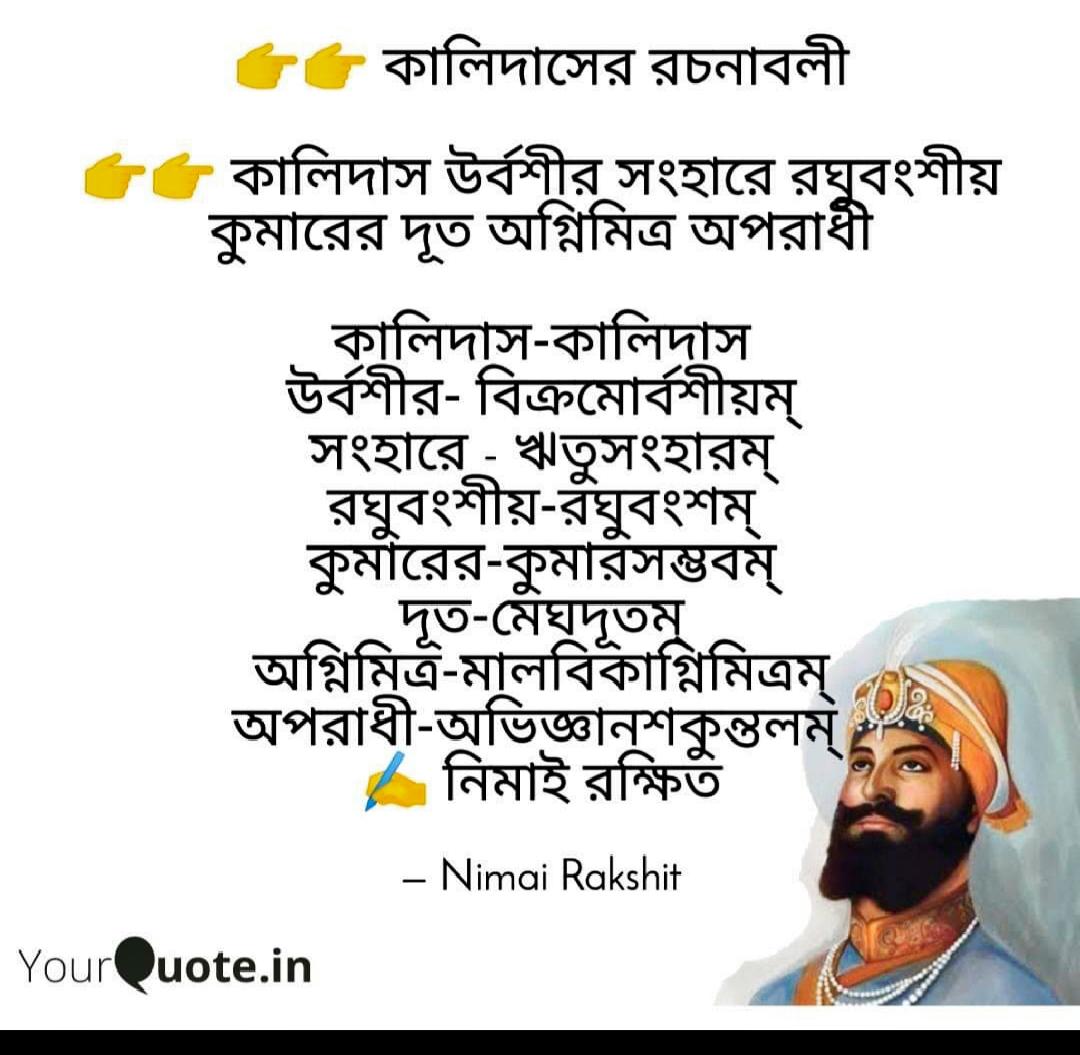 👉👉 কালিদাসের রচনাবলী
👉👉 কালিদাস উর্বশীর সংহারে রঘুবংশীয়
কুমারের দূত অগ্নিমিত্র অপরাধী
কালিদাস-কালিদাস
উর্বশীর- বিক্রমোর্বশীয়ম্
সংহারে - ঋতুসংহারম্
রঘুবংশীয়-রঘুবংশম্
কুমারের-কুমারসম্ভবম্
দূত-মেঘদূতম্
অগ্নিমিত্র-মালবিকাগ্নিমিত্রম্
অপরাধী-অভিজ্ঞানশকুন্তলম্
✍️ নিমাই রক্ষিত
– Nimai Rakshit
YourQuote.in